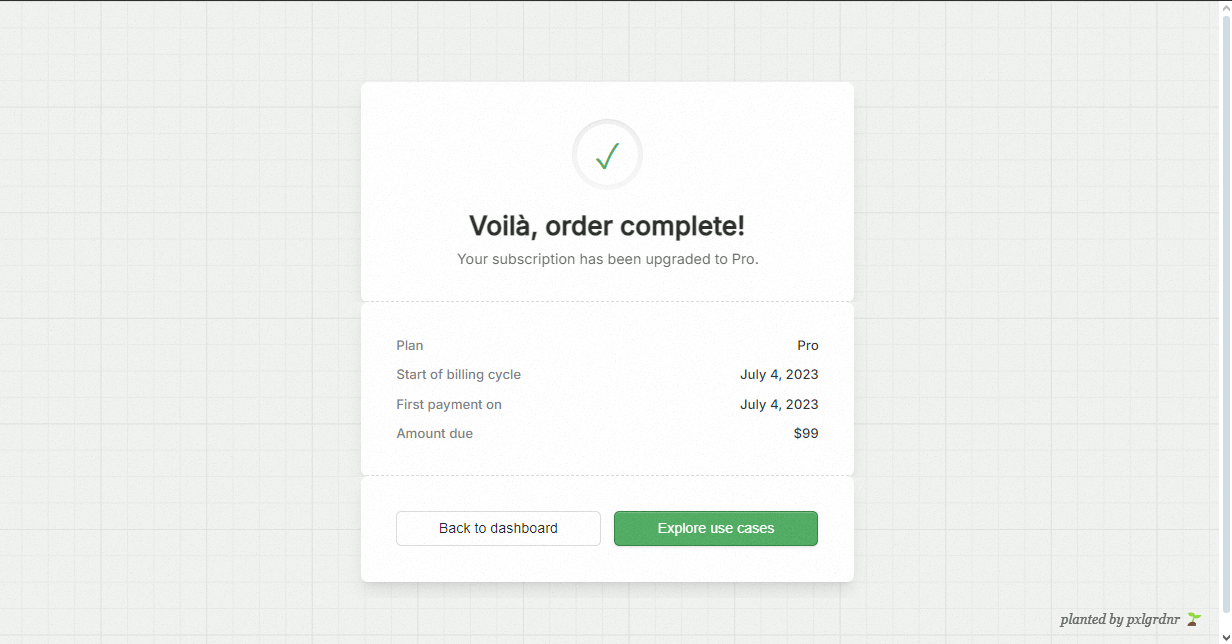 Voilà, order complete!
Your subscription has been upgraded to Pro.
Plan Pro
Start of billing cycle July 4, 2023
First payment on July 4, 2023
Amount due $99
Back to dashboard Explore use cases
planted by pxlgrdnr